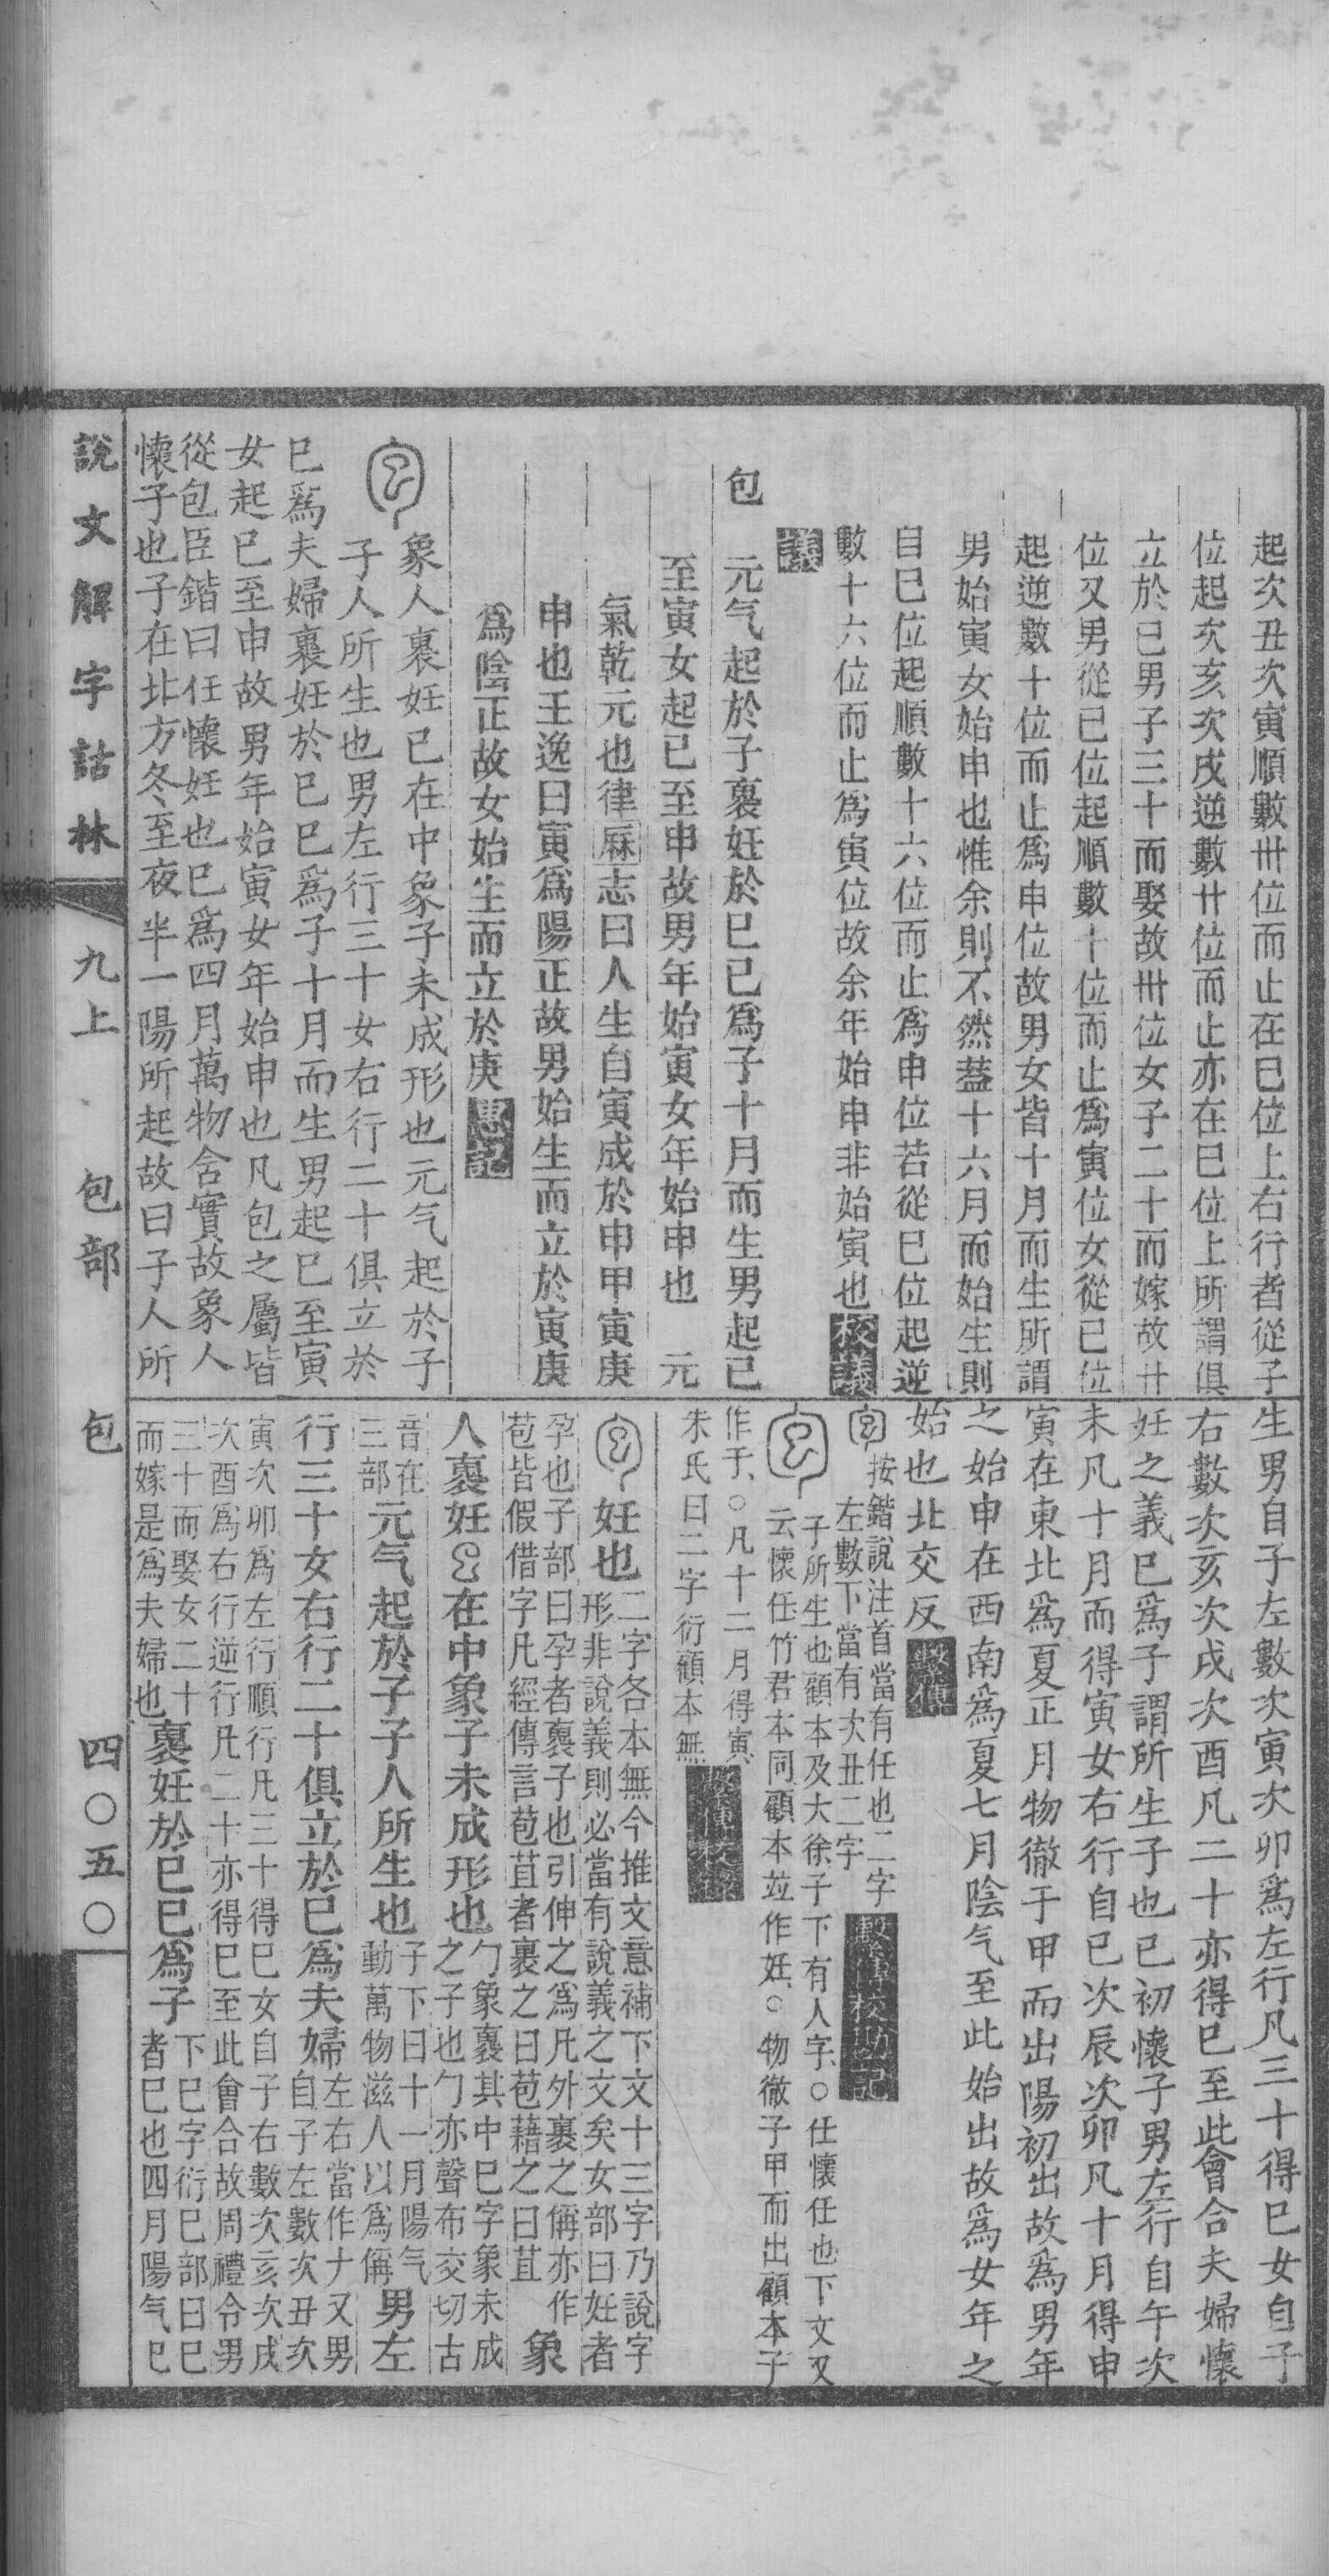 起次丑次寅順數卅位而止在巳位上右行者從子
位起次亥次戌逆數廿位而止亦在巳位上所謂俱
立於巳男子三十而娶故卅位女子二十而嫁故廿
位又男從巳位起順數十位而止爲寅位女從巳位
起逆數十位而止爲申位故男女皆十月而生所謂
男始寅女始申也惟余則不然蓋十六月而始生則
自巳位起順數十六位而止爲申位若從巳位起逆
數十六位而止爲寅位故余年始申非始寅也校議
議
包 元气起於子裹妊於巳巳爲子十月而生男起巳
至寅女起巳至申故男年始寅女年始申也 元
氣乾元也律厤志曰人生自寅成於申甲寅庚
申也王逸曰寅爲陽正故男始生而立於寅庚
爲陰正故女始生而立於庚惠記
象人裹妊巳在中象子未成形也元气起於子
子人所生也男左行三十女右行二十俱立於
巳爲夫婦裹妊於巳巳爲子十月而生男起巳至寅
女起巳至申故男年始寅女年始申也凡包之屬皆
從包臣鍇曰任懷妊也巳爲四月萬物含實故象人
懷子也子在北方冬至夜半一陽所起故曰子人所
生男自子左數次寅次卯爲左行凡三十得巳女自子
右數次亥次戌次酉凡二十亦得巳至此會合夫婦懷
妊之義巳爲子謂所生子也巳初懷子男左行自午次
未凡十月而得寅女右行自巳次辰次卯凡十月得申
寅在東北爲夏正月物徹于甲而出陽初出故爲男年
之始申在西南爲夏七月陰气至此始出故爲女年之
始也北交反繫傳
按鍇說注首當有任也二字
左數下當有次丑二字 繫傳校勘記
子所生也顧本及大徐子下有人字、○任懷任也下文又
云懷任竹君本同顧本竝作妊、○物徹子甲而出顧本子
作于、○凡十二月得寅
朱氏曰二字衍顧本無
妊也二字各本無今推文意補下文十三字乃說字
形非說義則必當有說義之文矣女部曰妊者
孕也子部曰孕者裹子也引伸之爲凡外裹之偁亦作
苞皆假借字凡經傳言苞苴者裹之曰苞藉之曰苴 象
人裹妊巳在中象子未成形也勹象裹其中巳字象未成
之子也勹亦聲布交切古
音在
三部 元气起於子子人所生也子下曰十一月陽气
動萬物滋人以爲偁 男左
行三十女右行二十俱立於巳爲夫婦左右當作𠂇又男
自子左數次丑次
寅次卯爲左行順行凡三十得巳女自子右數次亥次戌
次酉爲右行逆行凡二十亦得巳至此會合故周禮令男
三十而娶女二十
而嫁是爲夫婦也 裹妊於巳巳爲子下巳字衍巳部曰巳
者巳也四月陽气巳
說文解字詁林 九上 包部 包 四〇五〇